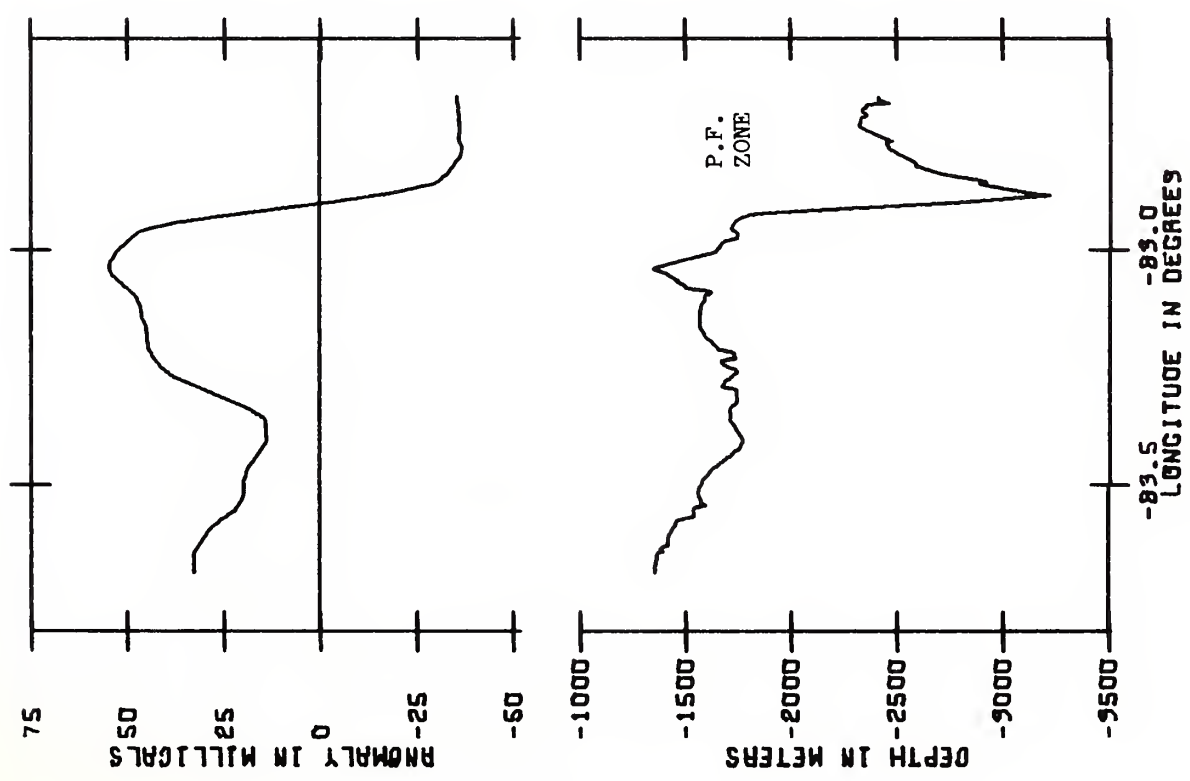 75
50
25
0
-25
-50
ANOMALY IN MILLIGALS
-1000
-1500
-2000
-2500
-3000
-3500
DEPTH IN METERS
P.F.
ZONE
-83.5
-83.0
LONGITUDE IN DEGREES